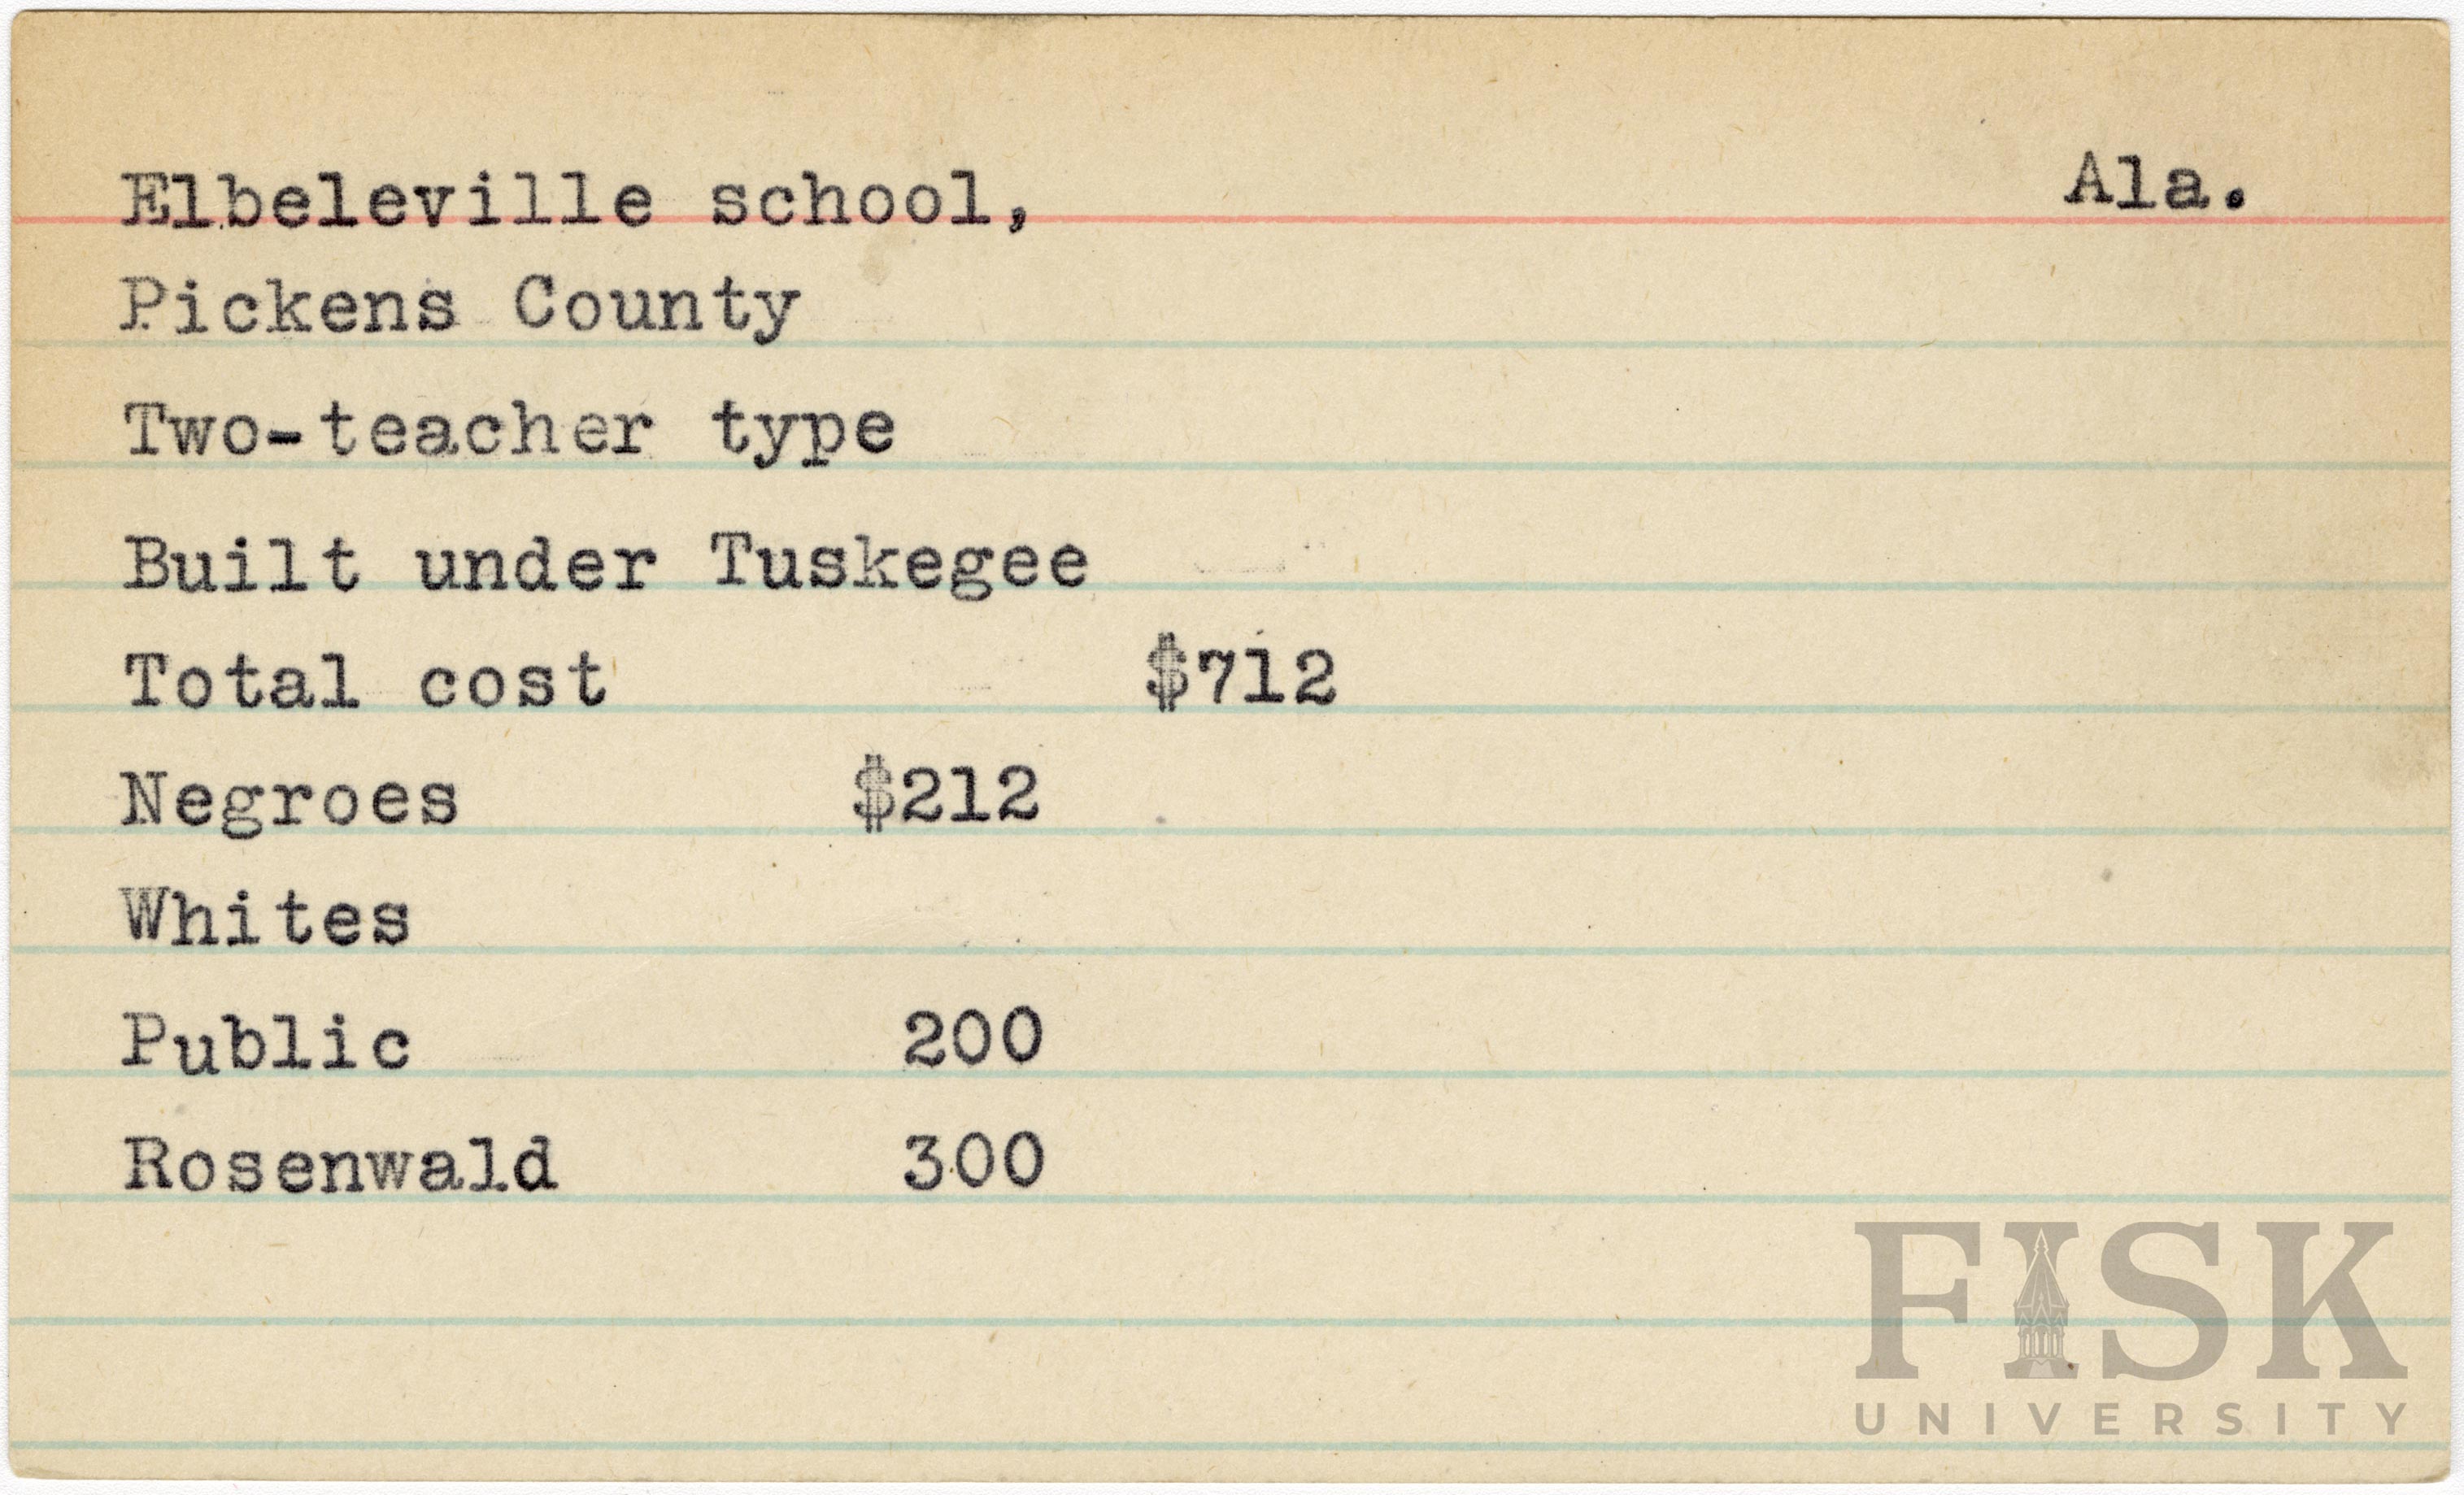 Elbeleville school, Ala.
Pickens County
Two-teacher type
Built under Tuskegee
Total cost $712
Negroes $212
Whites
Public 200
Rosenwald 300
FISK
UNIVERSITY